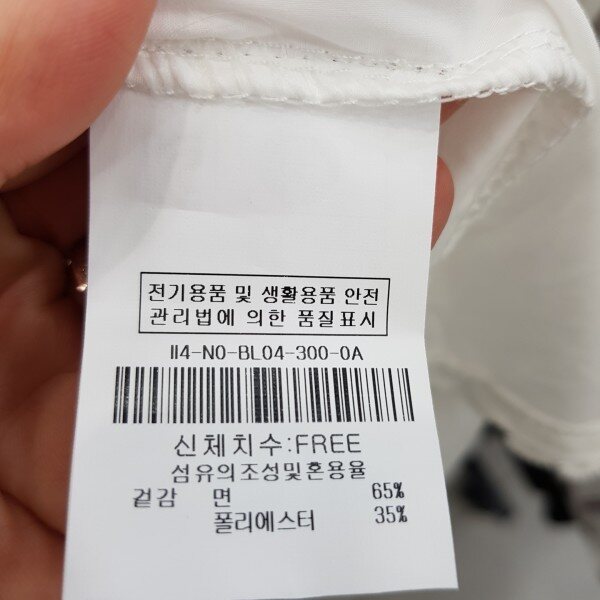 전기용품 및 생활용품 안전
관리법에 의한 품질표시
II4-N0-BL04-300-0A
신체치수:FREE
섬유의조성및혼용율
겉감 면 65%
폴리에스터 35%